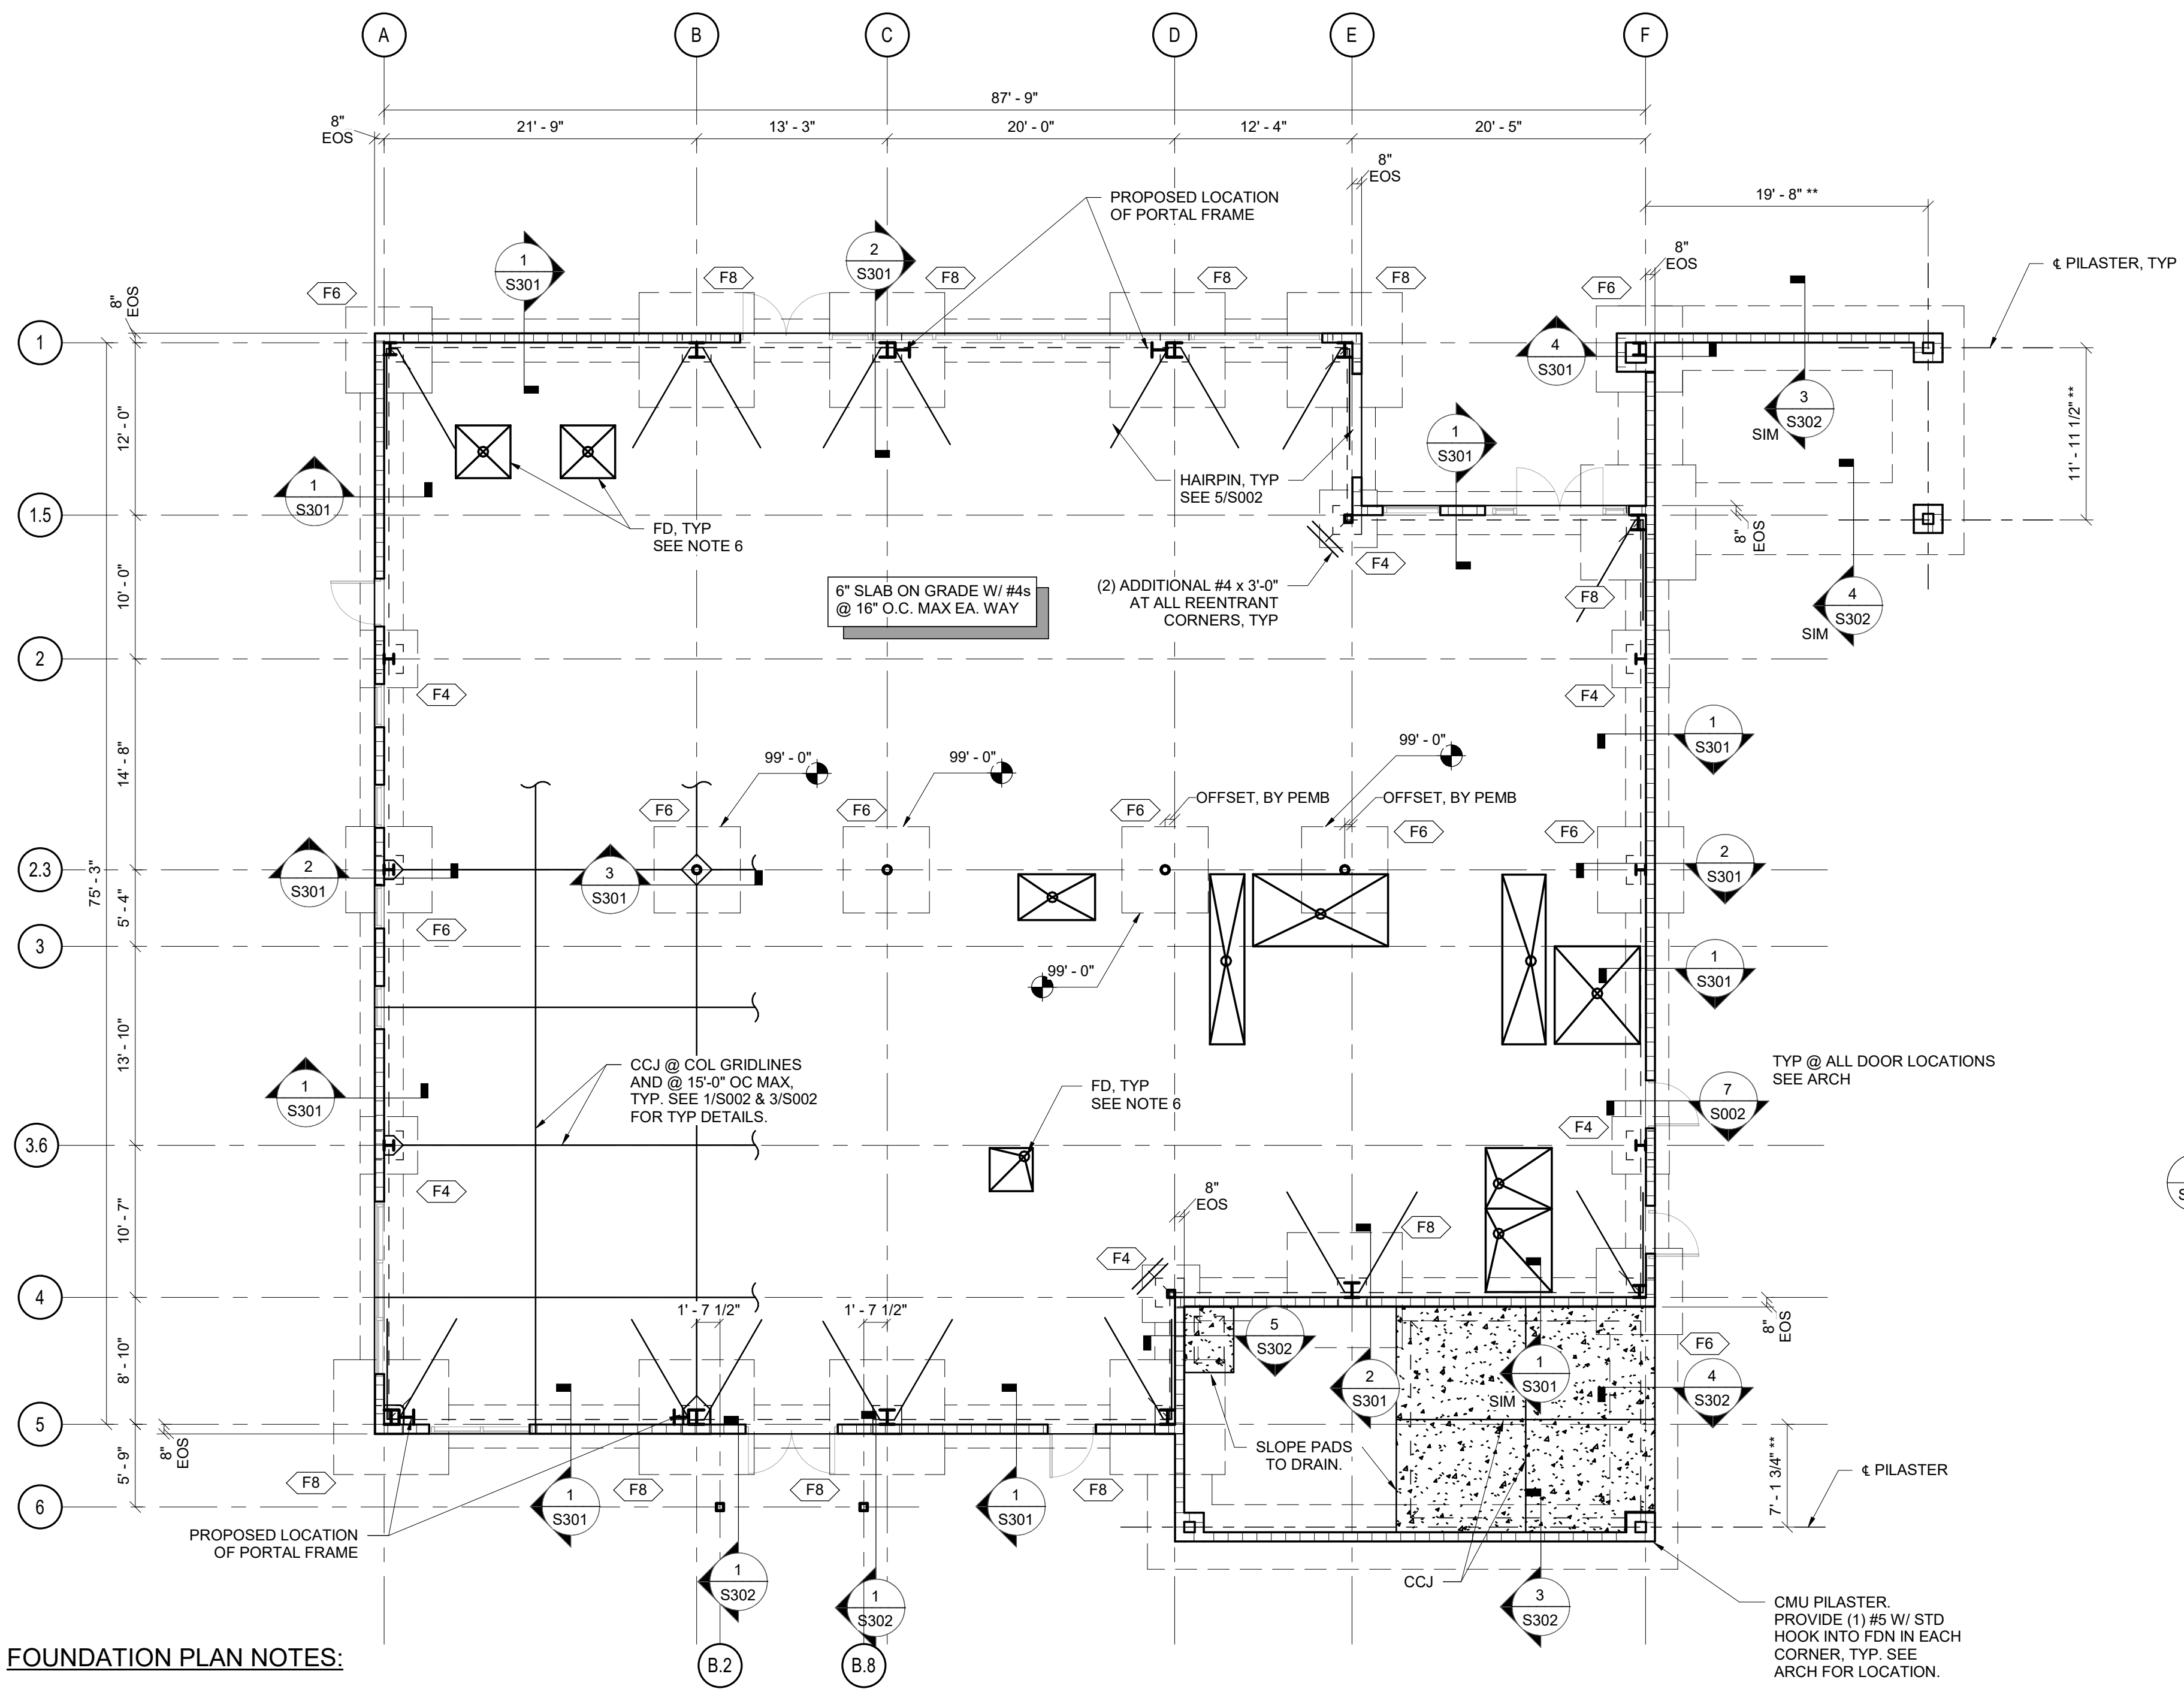 A
B
C
D
E
F
87' - 9"
8"
EOS
21' - 9"
13' - 3"
20' - 0"
12' - 4"
20' - 5"
8"
EOS
PROPOSED LOCATION
OF PORTAL FRAME
19' - 8" **
8"
EOS
℄ PILASTER, TYP
1
S301
2
S301
F6
F8
F8
F8
F8
F6
8"
EOS
1
4
S301
3
S302
SIM
12' - 0"
11' - 11 1/2" **
1
S301
1
S301
HAIRPIN, TYP
SEE 5/S002
4
S302
SIM
1.5
FD, TYP
SEE NOTE 6
8"
EOS
F4
F8
10' - 0"
6" SLAB ON GRADE W/ #4s
@ 16" O.C. MAX EA. WAY
(2) ADDITIONAL #4 x 3'-0"
AT ALL REENTRANT
CORNERS, TYP
2
F4
F4
1
S301
14' - 8"
99' - 0"
99' - 0"
99' - 0"
F6
F6
F6
OFFSET, BY PEMB
OFFSET, BY PEMB
F6
F6
2.3
2
S301
3
S301
2
S301
75' - 3"
5' - 4"
F6
3
99' - 0"
1
S301
13' - 10"
1
S301
CCJ @ COL GRIDLINES
AND @ 15'-0" OC MAX,
TYP. SEE 1/S002 & 3/S002
FOR TYP DETAILS.
FD, TYP
SEE NOTE 6
TYP @ ALL DOOR LOCATIONS
SEE ARCH
7
S002
F4
3.6
F4
10' - 7"
8"
EOS
F8
F4
4
1' - 7 1/2"
1' - 7 1/2"
5
S302
8"
EOS
F6
8' - 10"
2
S301
1
S301
SIM
4
S302
5
8"
EOS
SLOPE PADS
TO DRAIN.
7' - 1 3/4" **
℄ PILASTER
5' - 9"
F8
F8
F8
F8
6
1
S301
1
S301
PROPOSED LOCATION
OF PORTAL FRAME
1
S302
1
S302
CCJ
3
S302
CMU PILASTER.
PROVIDE (1) #5 W/ STD
HOOK INTO FDN IN EACH
CORNER, TYP. SEE
ARCH FOR LOCATION.
FOUNDATION PLAN NOTES:
B.2
B.8